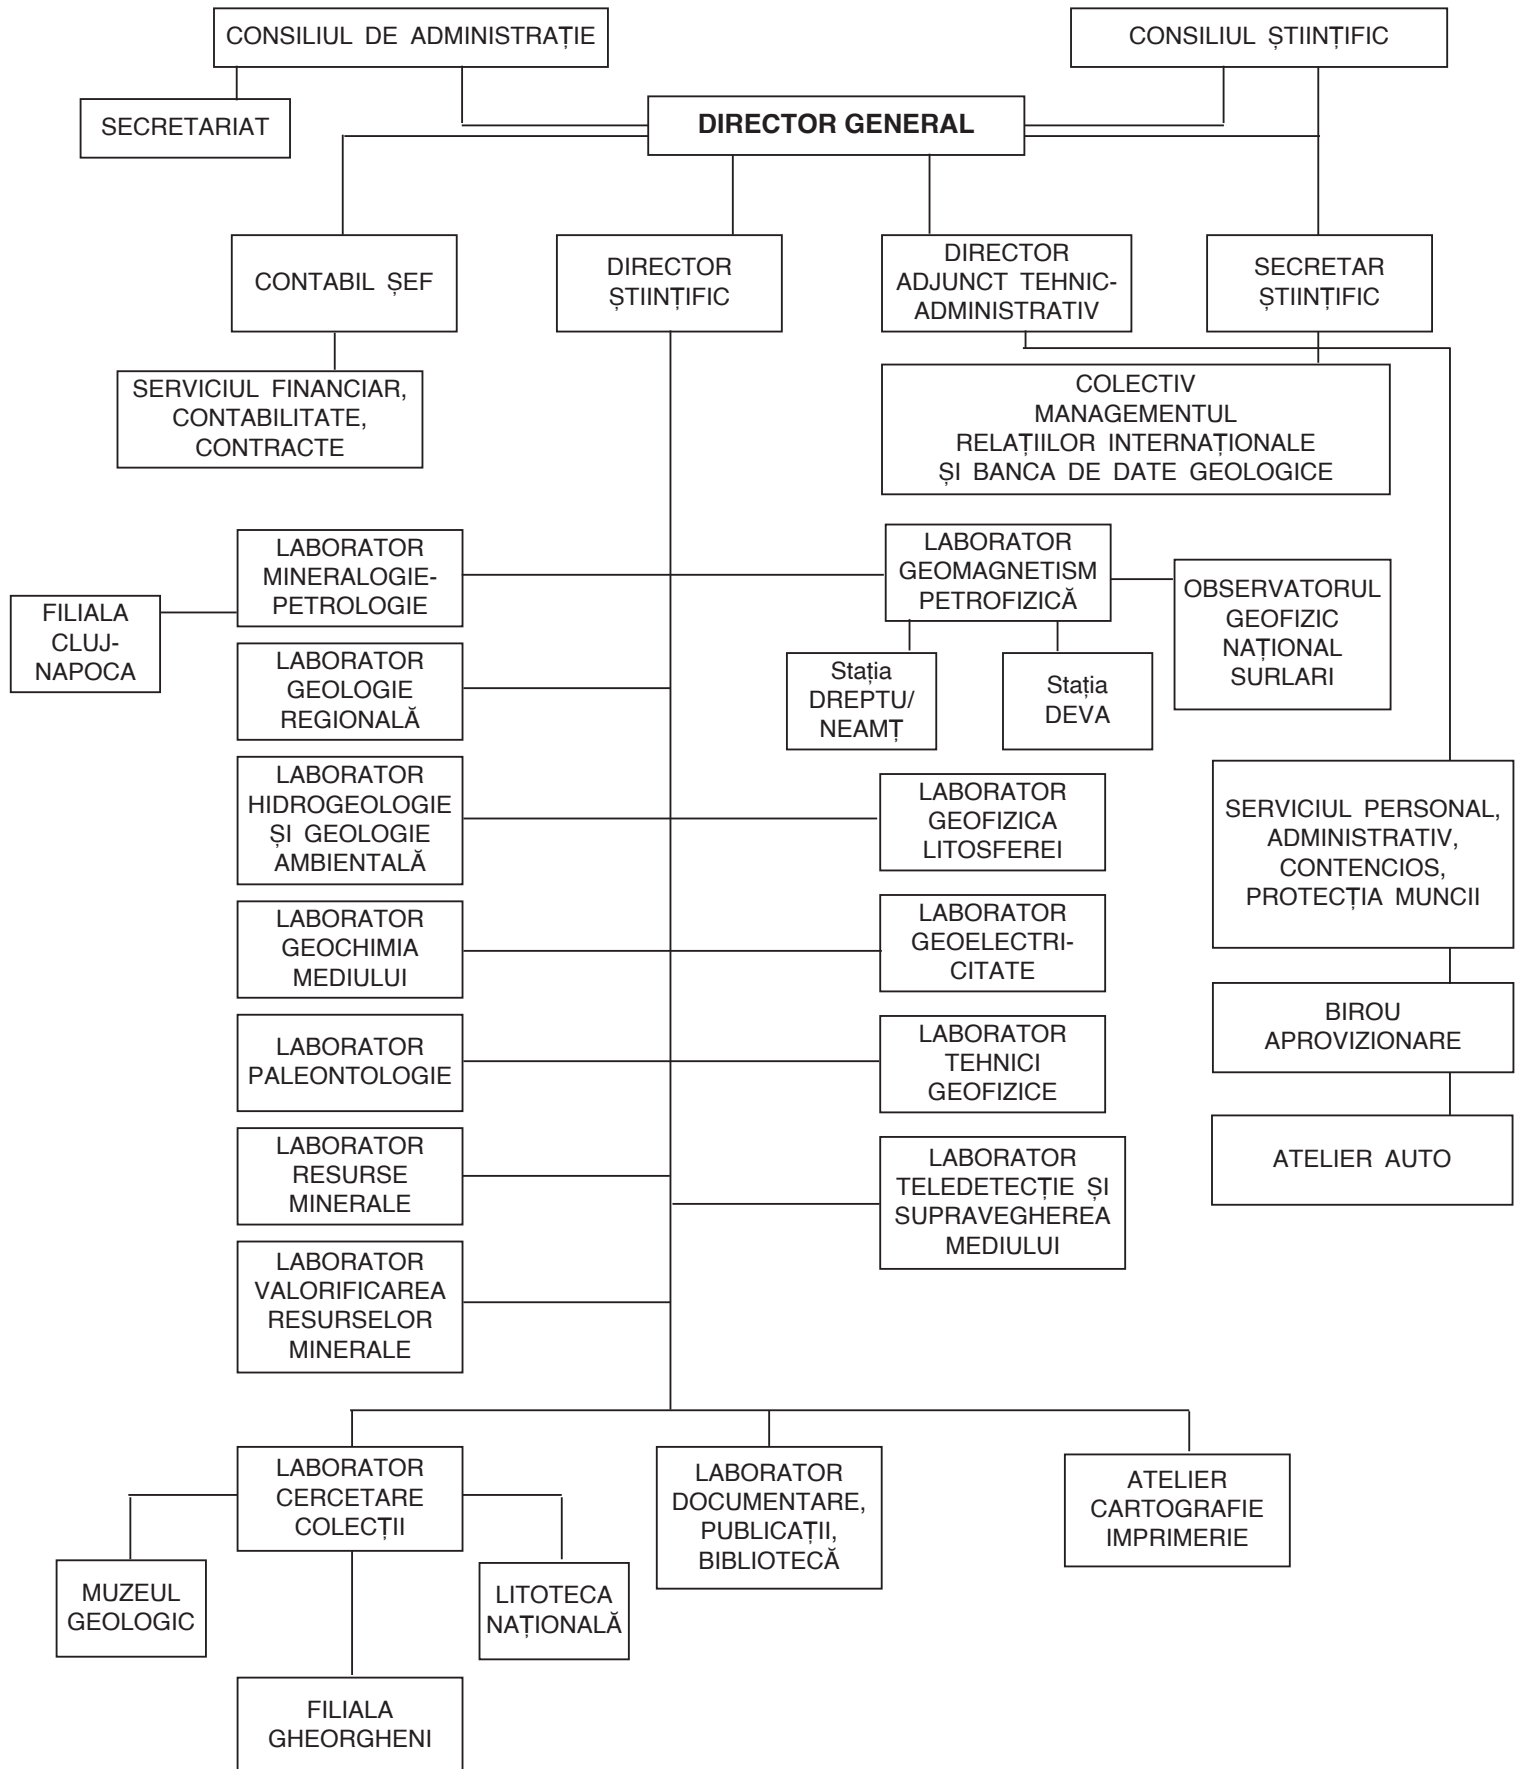 CONSILIUL DE ADMINISTRAȚIE
CONSILIUL ȘTIINȚIFIC
SECRETARIAT
DIRECTOR GENERAL
CONTABIL ȘEF
DIRECTOR
ȘTIINȚIFIC
DIRECTOR
ADJUNCT TEHNIC-
ADMINISTRATIV
SECRETAR
ȘTIINȚIFIC
SERVICIUL FINANCIAR,
CONTABILITATE,
CONTRACTE
COLECTIV
MANAGEMENTUL
RELAȚIILOR INTERNAȚIONALE
ȘI BANCA DE DATE GEOLOGICE
LABORATOR
MINERALOGIE-
PETROLOGIE
LABORATOR
GEOMAGNETISM
PETROFIZICĂ
OBSERVATORUL
GEOFIZIC
NAȚIONAL
SURLARI
FILIALA
CLUJ-
NAPOCA
LABORATOR
GEOLOGIE
REGIONALĂ
Stația
DREPTU/
NEAMȚ
Stația
DEVA
LABORATOR
HIDROGEOLOGIE
ȘI GEOLOGIE
AMBIENTALĂ
LABORATOR
GEOFIZICA
LITOSFEREI
SERVICIUL PERSONAL,
ADMINISTRATIV,
CONTENCIOS,
PROTECȚIA MUNCII
LABORATOR
GEOCHIMIA
MEDIULUI
LABORATOR
GEOELECTRI-
CITATE
BIROU
APROVIZIONARE
LABORATOR
PALEONTOLOGIE
LABORATOR
TEHNICI
GEOFIZICE
LABORATOR
RESURSE
MINERALE
LABORATOR
TELEDETECȚIE ȘI
SUPRAVEGHEREA
MEDIULUI
ATELIER AUTO
LABORATOR
VALORIFICAREA
RESURSELOR
MINERALE
LABORATOR
CERCETARE
COLECȚII
LABORATOR
DOCUMENTARE,
PUBLICAȚII,
BIBLIOTECĂ
ATELIER
CARTOGRAFIE
IMPRIMERIE
MUZEUL
GEOLOGIC
LITOTECA
NAȚIONALĂ
FILIALA
GHEORGHENI